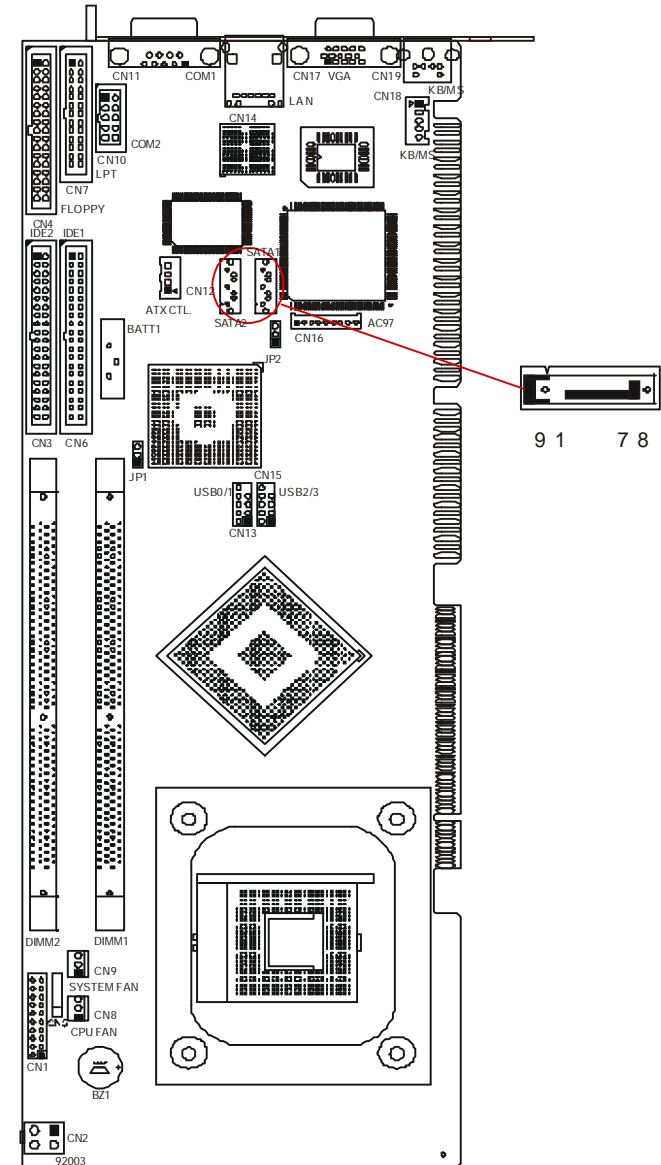 CN11 COM1 CN17 VGA CN19
KB/MS
LAN
CN18
CN14
COM2
CN10
KB/MS
LPT
CN7
FLOPPY
CN4
IDE2 IDE1
SATA1
CN12
ATX CTL.
SATA2
AC97
CN16
BATT1
JP2
9 1 7 8
CN3 CN6
JP1
CN15
USB0/1 USB2/3
CN13
DIMM2 DIMM1
CN9
SYSTEM FAN
CN8
CPU FAN
CN1
BZ1
CN2
92003